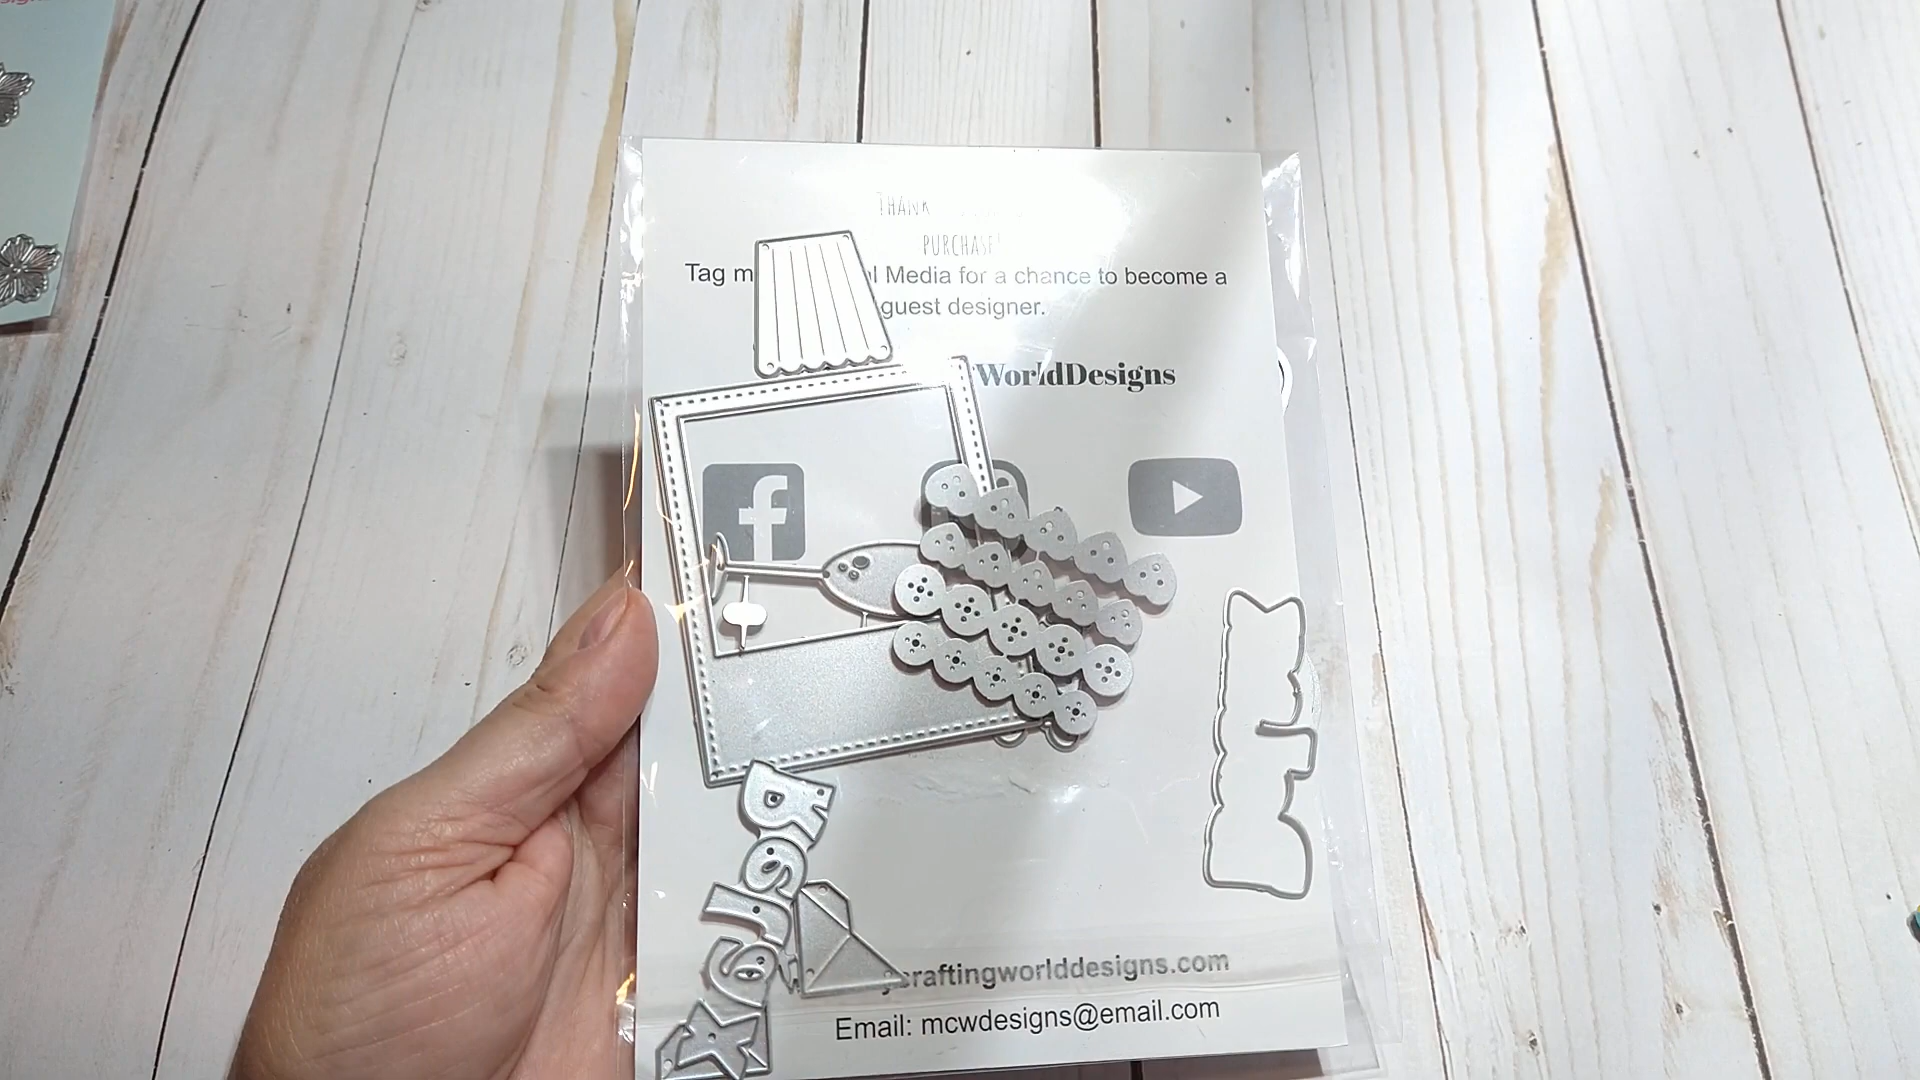 THANK
PURCHASE!
Tag m l Media for a chance to become a
guest designer.
WorldDesigns
f
craftingworlddesigns.com
Email: mcwdesigns@email.com